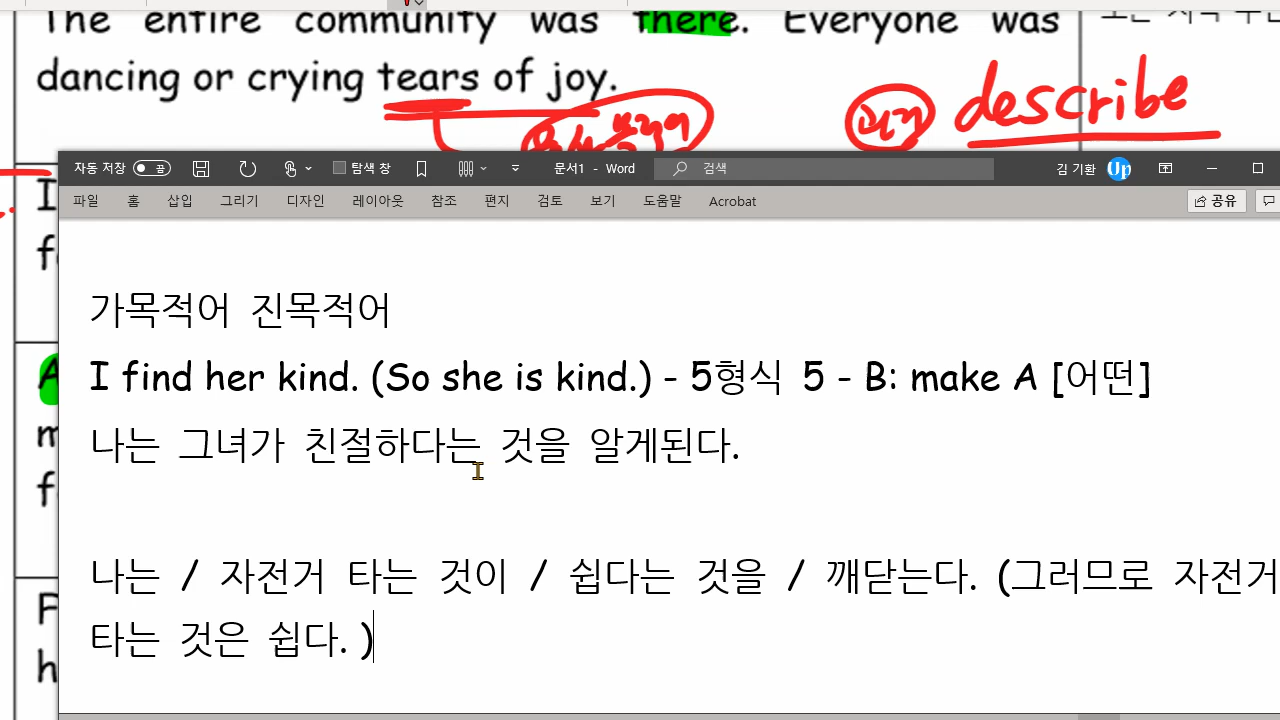 The entire community was there. Everyone was
dancing or crying tears of joy.
describe
자동 저장 끔 탐색 창 문서1 - Word 검색 김 기환 Up
파일 홈 삽입 그리기 디자인 레이아웃 참조 편지 검토 보기 도움말 Acrobat 공유
가목적어 진목적어
I find her kind. (So she is kind.) - 5형식 5 - B: make A [어떤]
나는 그녀가 친절하다는 것을 알게된다.
나는 / 자전거 타는 것이 / 쉽다는 것을 / 깨닫는다. (그러므로 자전거
타는 것은 쉽다. )